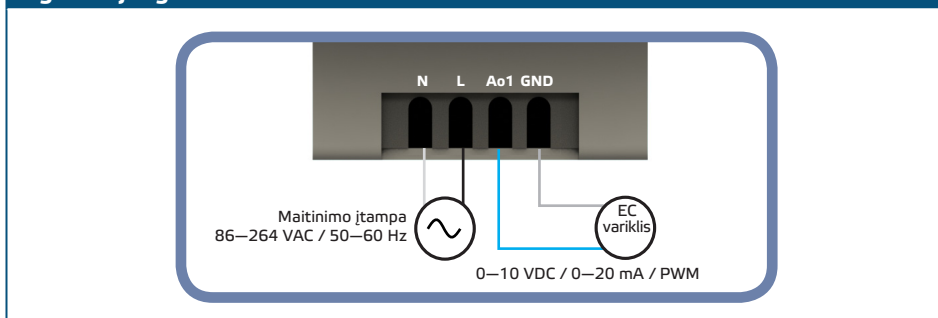 N L Ao1 GND
Maitinimo įtampa
86—264 VAC / 50—60 Hz
EC
variklis
0—10 VDC / 0—20 mA / PWM